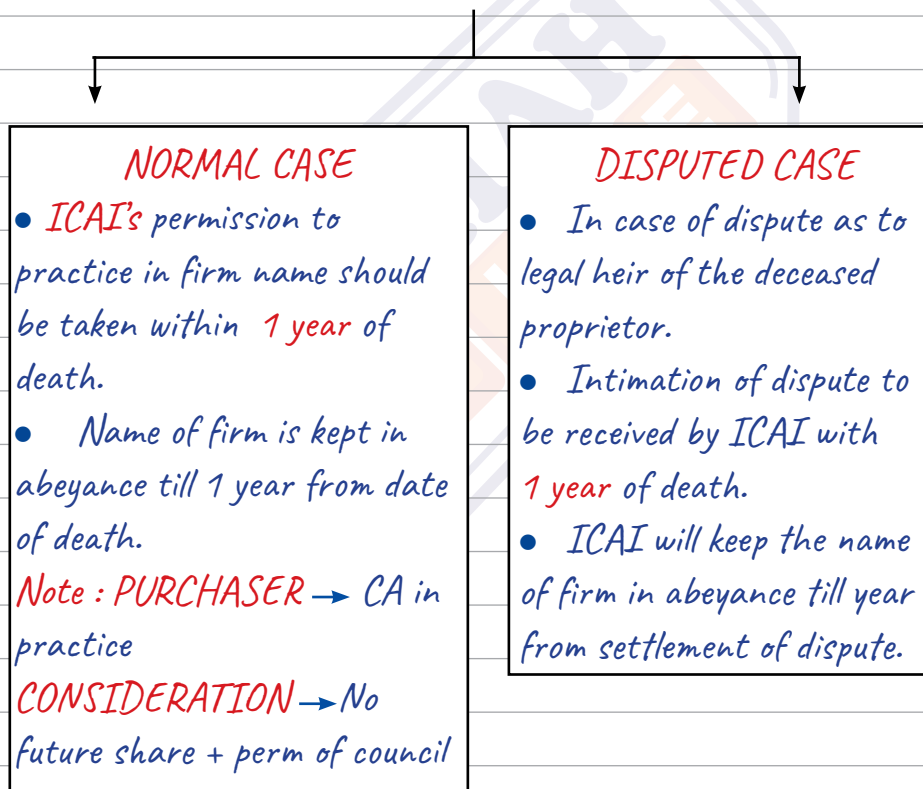 NORMAL CASE
● ICAI's permission to
practice in firm name should
be taken within 1 year of
death.
● Name of firm is kept in
abeyance till 1 year from date
of death.
Note : PURCHASER → CA in
practice
CONSIDERATION → No
future share + perm of council
DISPUTED CASE
● In case of dispute as to
legal heir of the deceased
proprietor.
● Intimation of dispute to
be received by ICAI with
1 year of death.
● ICAI will keep the name
of firm in abeyance till year
from settlement of dispute.